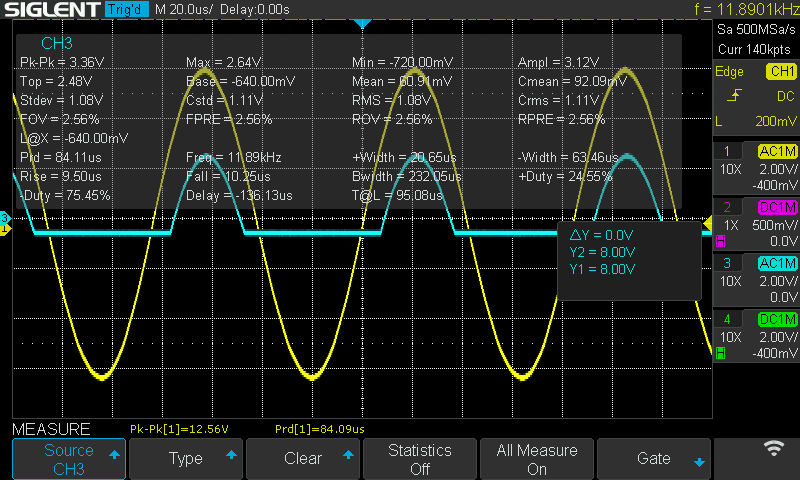 SIGLENT Trig'd M 20.0us/ Delay:0.00s f = 11.8901kHz
Sa 500MSa/s
Curr 140kpts
CH3
Pk-Pk = 3.36V Max = 2.64V Min = -720.00mV Ampl = 3.12V
Top = 2.48V Base = -640.00mV Mean = 60.91mV Cmean = 92.09mV
Stdev = 1.08V Cstd = 1.11V RMS = 1.08V Crms = 1.11V
FOV = 2.56% FPRE = 2.56% ROV = 2.56% RPRE = 2.56%
L@X = -640.00mV
Prd = 84.11us Freq = 11.89kHz +Width = 20.65us -Width = 63.46us
Rise = 9.50us Fall = 10.25us Bwidth = 232.05us +Duty = 24.55%
-Duty = 75.45% Delay = -136.13us T@L = 95.08us
Edge CH1
DC
L 200mV
1 AC1M
10X 2.00V/
-400mV
2 DC1M
1X 500mV/
0.0V
3 AC1M
10X 2.00V/
0.0V
4 DC1M
10X 2.00V/
-400mV
3
1
ΔY = 0.0V
Y2 = 8.00V
Y1 = 8.00V
MEASURE Pk-Pk[1]=12.56V Prd[1]=84.09us
Source
CH3
Type
Clear
Statistics
Off
All Measure
On
Gate